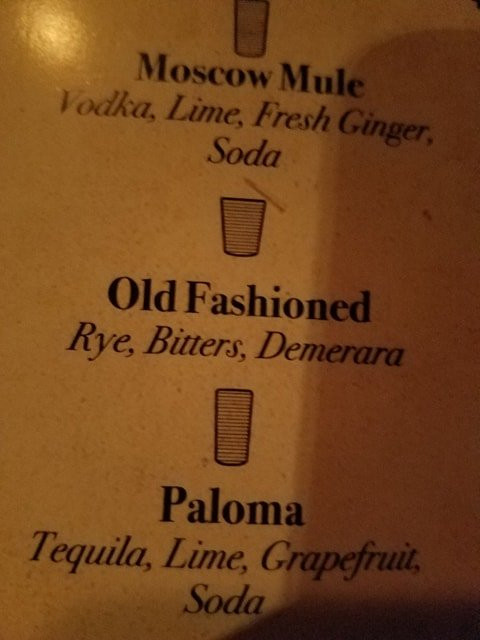 Moscow Mule
Vodka, Lime, Fresh Ginger,
Soda
Old Fashioned
Rye, Bitters, Demerara
Paloma
Tequila, Lime, Grapefruit,
Soda